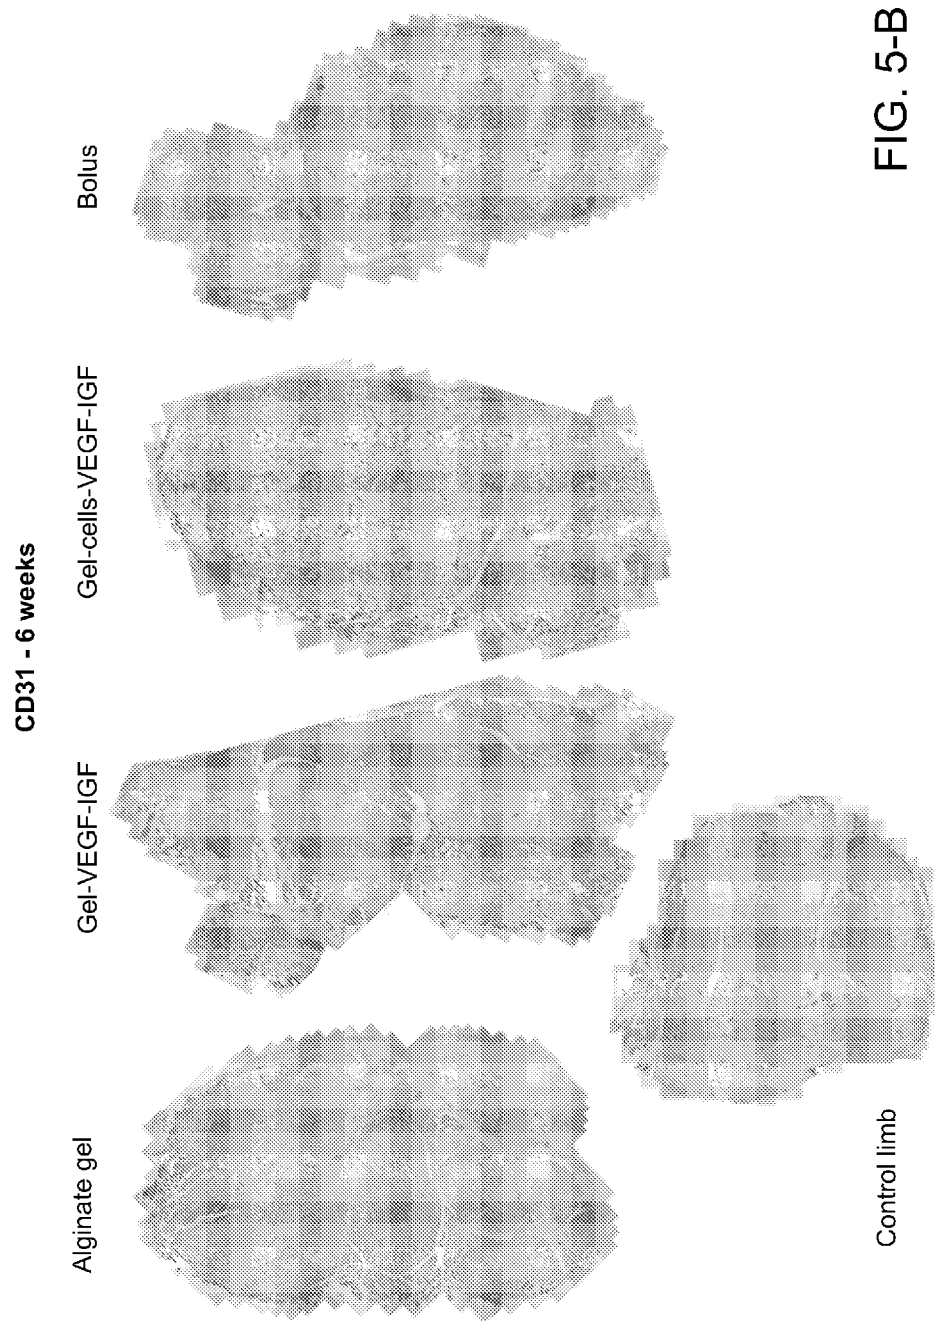 CD31 - 6 weeks
Alginate gel
Gel-VEGF-IGF
Gel-cells-VEGF-IGF
Bolus
Control limb
FIG. 5-B